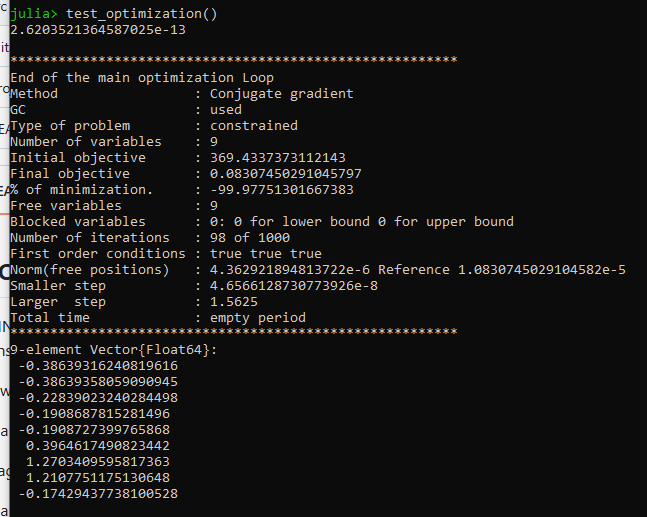 julia> test_optimization()
2.6203521364587025e-13
********************************************************
End of the main optimization Loop
Method : Conjugate gradient
GC : used
Type of problem : constrained
Number of variables : 9
Initial objective : 369.4337373112143
Final objective : 0.08307450291045797
% of minimization. : -99.97751301667383
Free variables : 9
Blocked variables : 0: 0 for lower bound 0 for upper bound
Number of iterations : 98 of 1000
First order conditions : true true true
Norm(free positions) : 4.362921894813722e-6 Reference 1.0830745029104582e-5
Smaller step : 4.6566128730773926e-8
Larger step : 1.5625
Total time : empty period
********************************************************
9-element Vector{Float64}:
-0.38639316240819616
-0.38639358059090945
-0.22839023240284498
-0.1908687815281496
-0.1908727399765868
0.3964617490823442
1.2703409595817363
1.2107751175130648
-0.17429437738100528